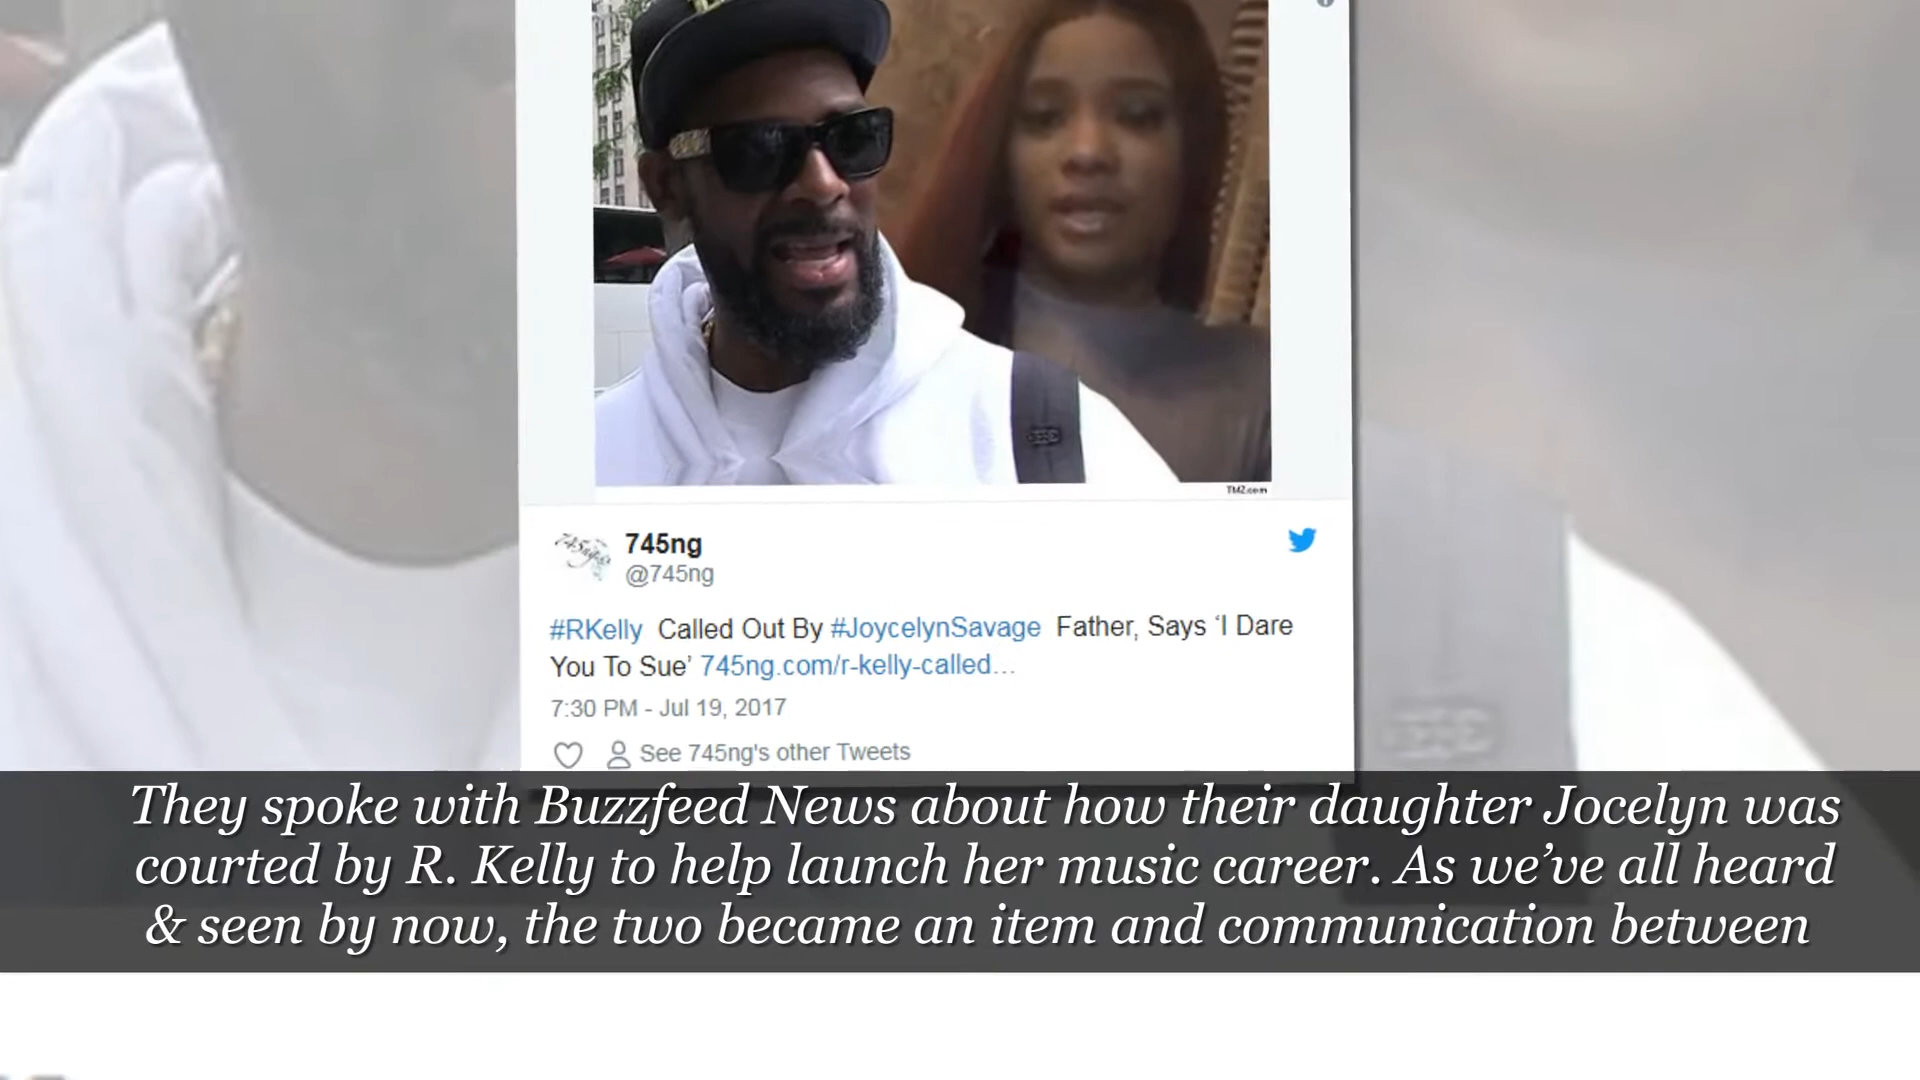 TMZ.com
745ng
@745ng
#RKelly Called Out By #JoycelynSavage Father, Says ‘I Dare
You To Sue’ 745ng.com/r-kelly-called...
7:30 PM - Jul 19, 2017
See 745ng's other Tweets
They spoke with Buzzfeed News about how their daughter Jocelyn was
courted by R. Kelly to help launch her music career. As we’ve all heard
& seen by now, the two became an item and communication between